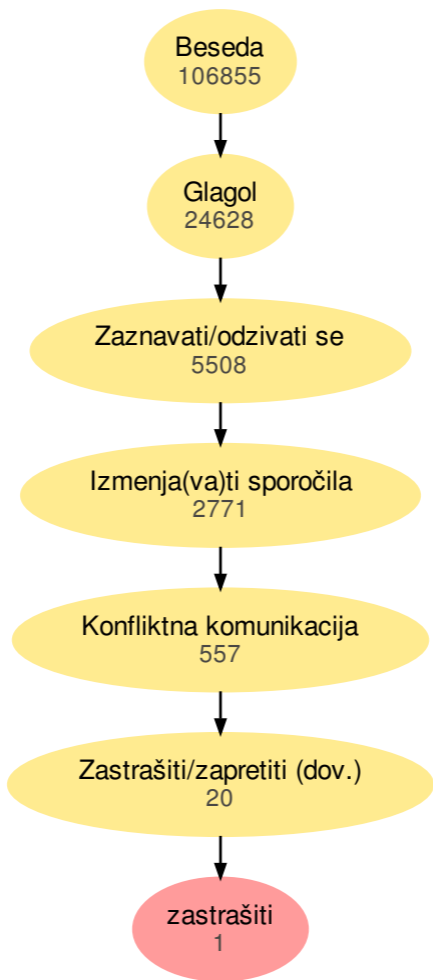 Beseda
106855
Glagol
24628
Zaznavati/odzivati se
5508
Izmenja(va)ti sporočila
2771
Konfliktna komunikacija
557
Zastrašiti/zapretiti (dov.)
20
zastrašiti
1